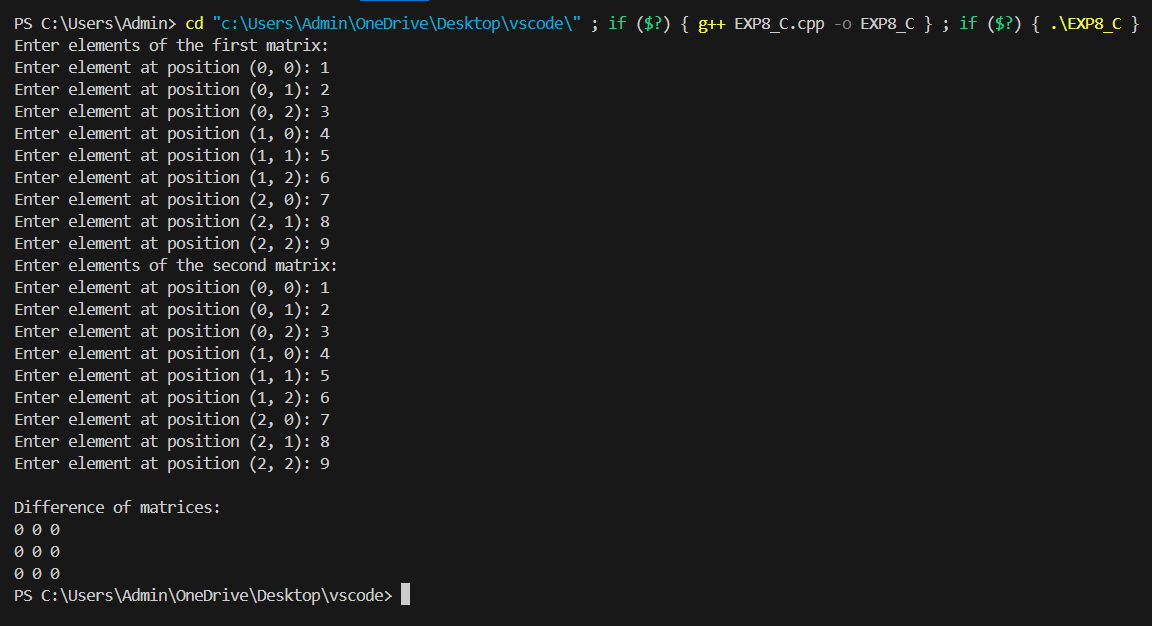 PS C:\Users\Admin> cd "c:\Users\Admin\OneDrive\Desktop\vscode\" ; if ($?) { g++ EXP8_C.cpp -o EXP8_C } ; if ($?) { .\EXP8_C }
Enter elements of the first matrix:
Enter element at position (0, 0): 1
Enter element at position (0, 1): 2
Enter element at position (0, 2): 3
Enter element at position (1, 0): 4
Enter element at position (1, 1): 5
Enter element at position (1, 2): 6
Enter element at position (2, 0): 7
Enter element at position (2, 1): 8
Enter element at position (2, 2): 9
Enter elements of the second matrix:
Enter element at position (0, 0): 1
Enter element at position (0, 1): 2
Enter element at position (0, 2): 3
Enter element at position (1, 0): 4
Enter element at position (1, 1): 5
Enter element at position (1, 2): 6
Enter element at position (2, 0): 7
Enter element at position (2, 1): 8
Enter element at position (2, 2): 9
Difference of matrices:
0 0 0
0 0 0
0 0 0
PS C:\Users\Admin\OneDrive\Desktop\vscode>